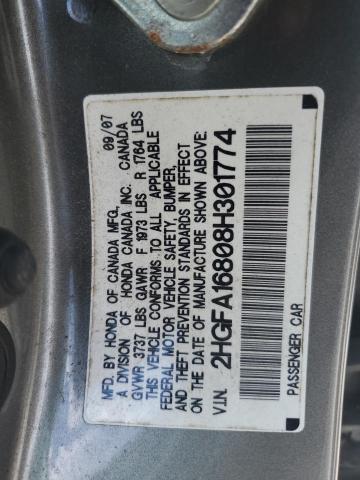 MFD. BY HONDA OF CANADA MFG. 09/07
A DIVISION OF HONDA CANADA INC. CANADA
GVWR 3737 LBS GAWR F 1973 LBS R 1764 LBS
THIS VEHICLE CONFORMS TO ALL APPLICABLE
FEDERAL MOTOR VEHICLE SAFETY, BUMPER,
AND THEFT PREVENTION STANDARDS IN EFFECT
ON THE DATE OF MANUFACTURE SHOWN ABOVE.
V.I.N. 2HGFA16808H301774
PASSENGER CAR